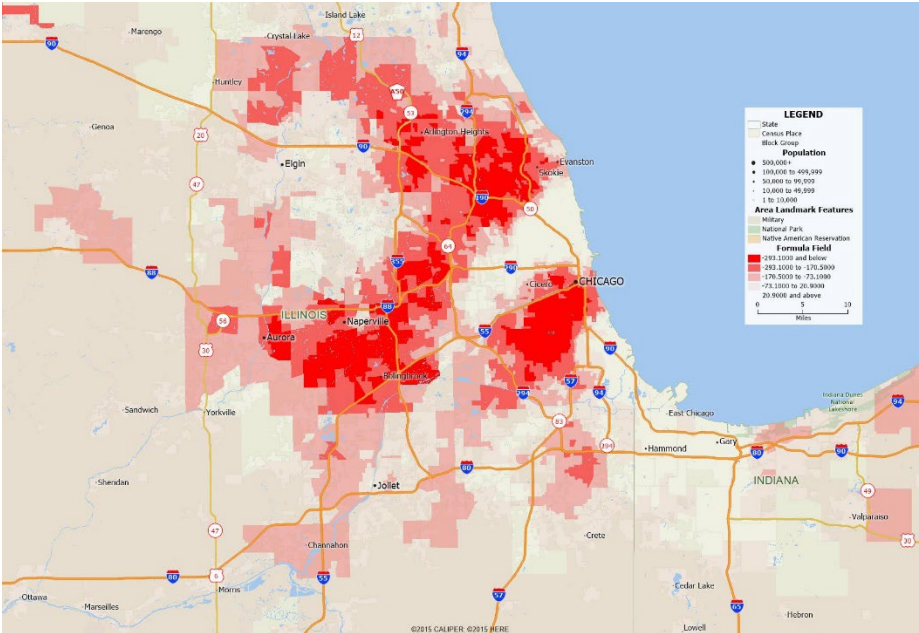 Island Lake
Marengo
Crystal Lake
12
90
94
Huntley
A50
53
294
Genoa
20
Arlington Heights
90
Elgin
Evanston
Skokie
47
190
50
64
88
355
290
Cicero
CHICAGO
56
ILLINOIS
88
Naperville
55
Aurora
90
30
Bolingbrook
57
294
94
Sandwich
Yorkville
83
East Chicago
Indiana Dunes
National
Lakeshore
94
394
Hammond
Gary
80
90
80
INDIANA
Sheridan
Joliet
49
47
Valparaiso
Crete
30
Channahon
80
6
55
Morris
Ottawa
57
Marseilles
65
Cedar Lake
Hebron
Lowell
©2015 CALIPER; ©2015 HERE
LEGEND
State
Census Place
Block Group
Population
500,000+
100,000 to 499,999
50,000 to 99,999
10,000 to 49,999
1 to 10,000
Area Landmark Features
Military
National Park
Native American Reservation
Formula Field
-293.1000 and below
-293.1000 to -170.5000
-170.5000 to -73.1000
-73.1000 to 20.9000
20.9000 and above
0 5 10
Miles